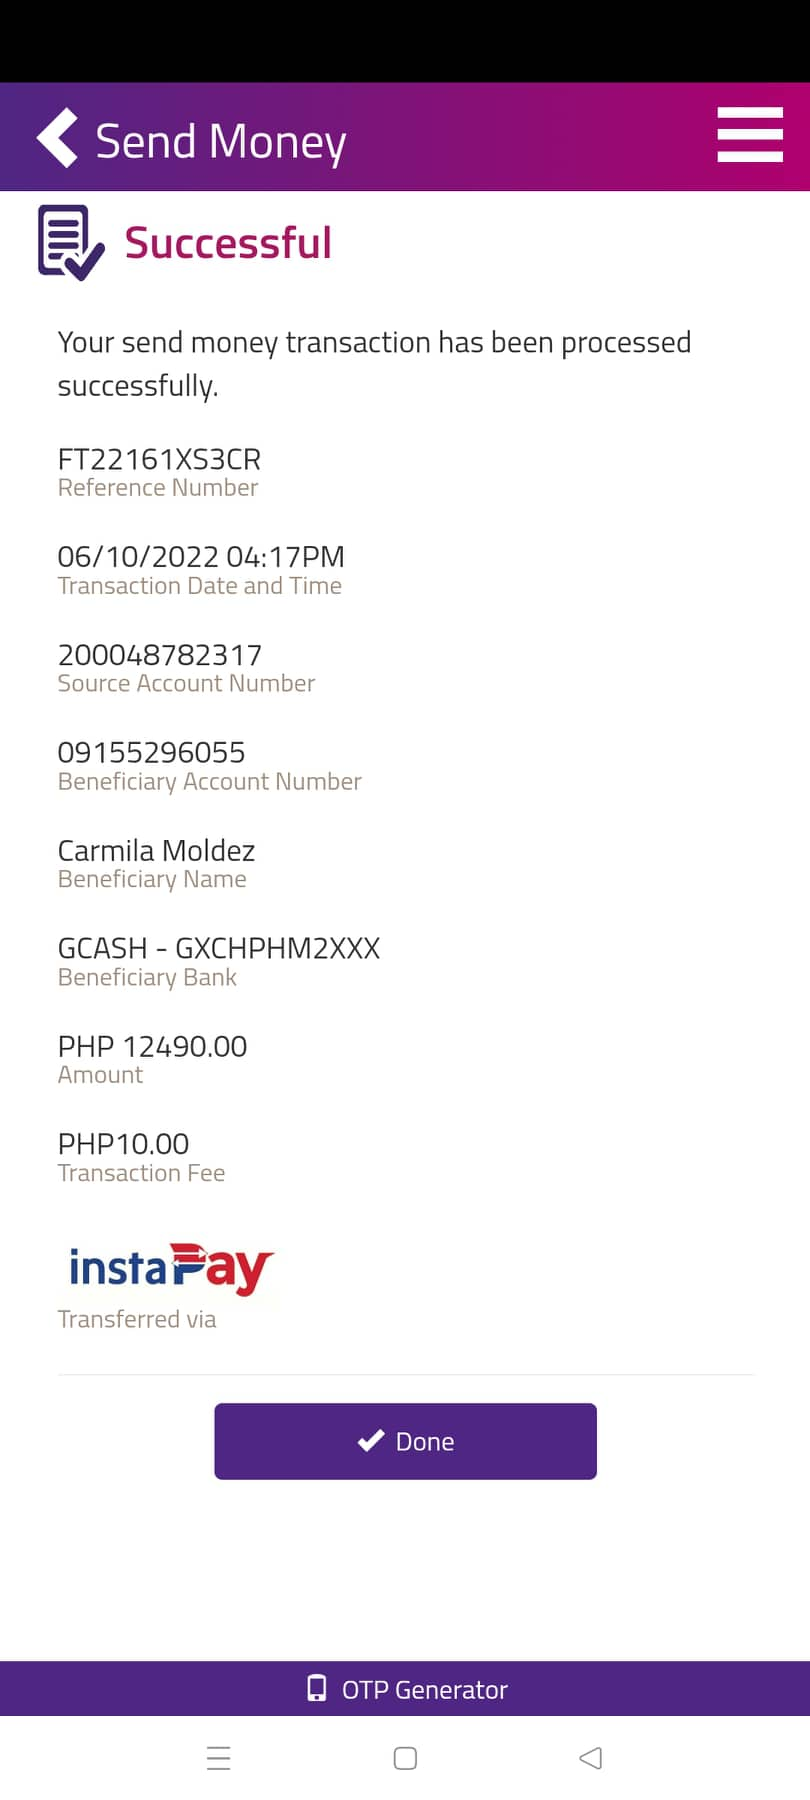 Send Money
Successful
Your send money transaction has been processed
successfully.
FT22161XS3CR
Reference Number
06/10/2022 04:17PM
Transaction Date and Time
200048782317
Source Account Number
09155296055
Beneficiary Account Number
Carmila Moldez
Beneficiary Name
GCASH - GXCHPHM2XXX
Beneficiary Bank
PHP 12490.00
Amount
PHP10.00
Transaction Fee
instaPay
Transferred via
Done
OTP Generator